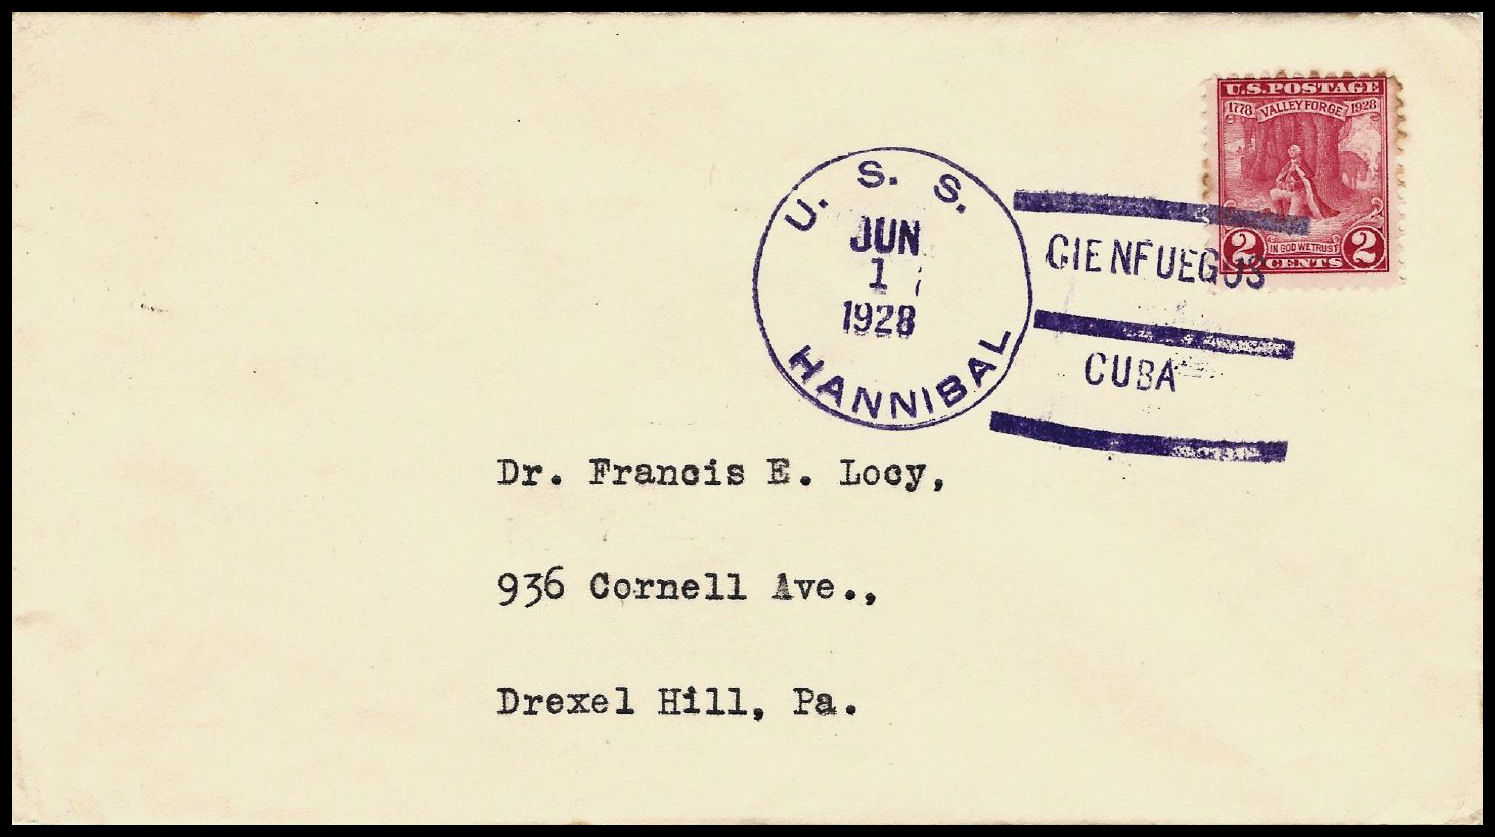 U.S. POSTAGE
1778 VALLEY FORGE 1928
IN GOD WE TRUST
2 CENTS 2
U. S. S.
JUN
1
1928
HANNIBAL
CIENFUEGOS
CUBA
Dr. Francis E. Locy,
936 Cornell Ave.,
Drexel Hill, Pa.